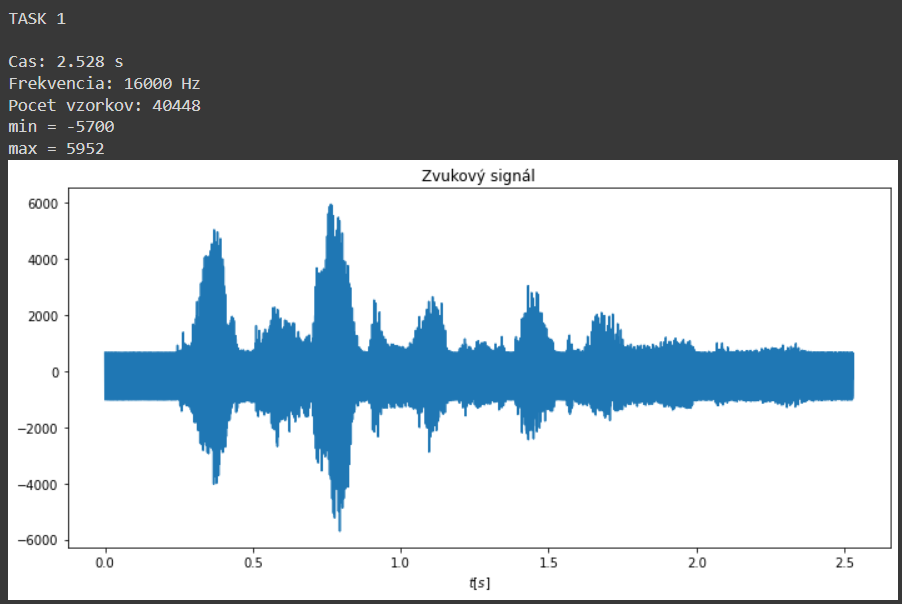 TASK 1
Cas: 2.528 s
Frekvencia: 16000 Hz
Pocet vzorkov: 40448
min = -5700
max = 5952
Zvukový signál
6000
4000
2000
0
−2000
−4000
−6000
0.0 0.5 1.0 1.5 2.0 2.5
t[s]